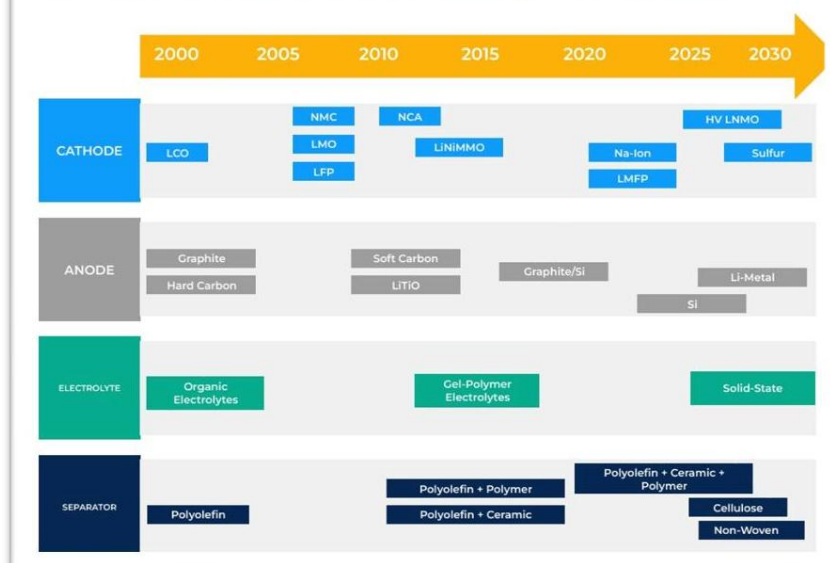 2000 2005 2010 2015 2020 2025 2030
CATHODE
NMC NCA HV LNMO
LCO LMO LiNiMMO Na-Ion Sulfur
LFP LMFP
ANODE
Graphite Soft Carbon Graphite/Si Li-Metal
Hard Carbon LiTiO Si
ELECTROLYTE
Organic
Electrolytes
Gel-Polymer
Electrolytes
Solid-State
SEPARATOR
Polyolefin
Polyolefin + Polymer
Polyolefin + Ceramic
Polyolefin + Ceramic +
Polymer
Cellulose
Non-Woven